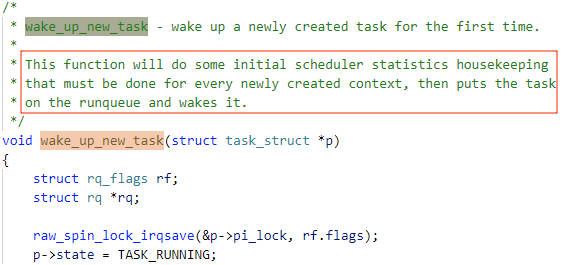 /*
* wake_up_new_task - wake up a newly created task for the first time.
*
* This function will do some initial scheduler statistics housekeeping
* that must be done for every newly created context, then puts the task
* on the runqueue and wakes it.
*/
void wake_up_new_task(struct task_struct *p)
{
struct rq_flags rf;
struct rq *rq;
raw_spin_lock_irqsave(&p->pi_lock, rf.flags);
p->state = TASK_RUNNING;